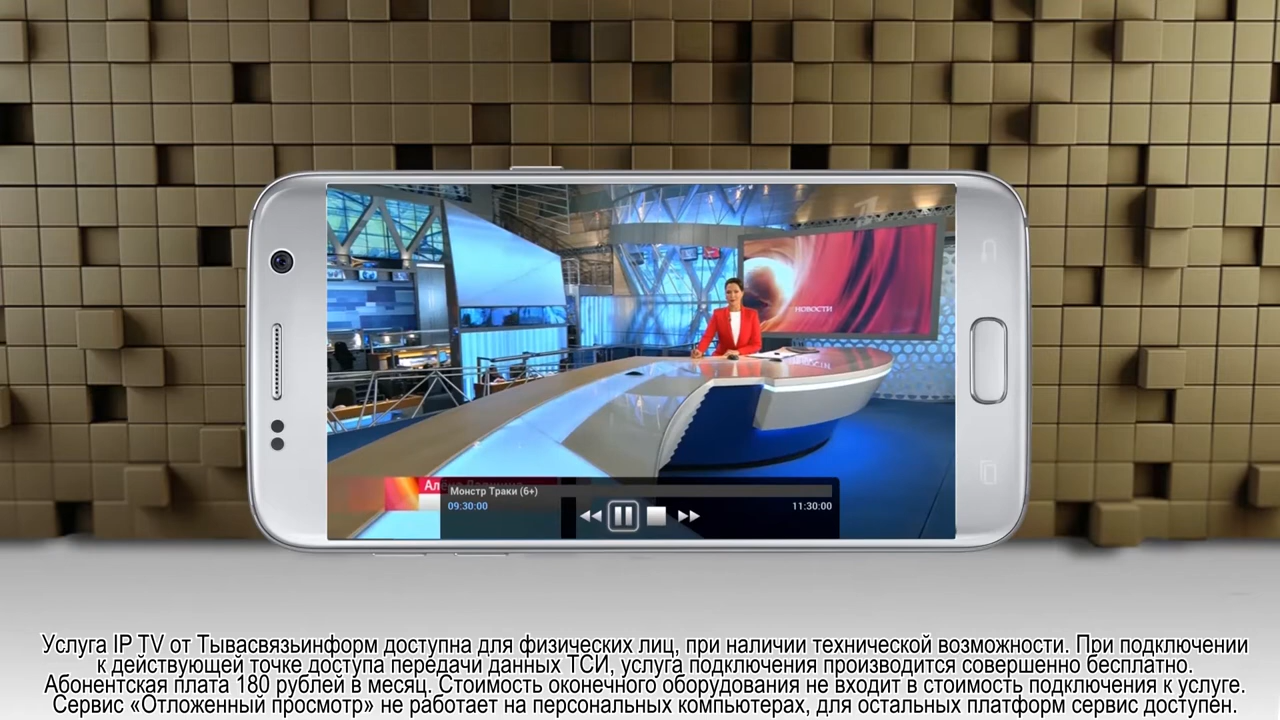 НОВОСТИ
Монстр Траки (6+)
09:30:00
11:30:00
Услуга IP TV от Тывасвязьинформ доступна для физических лиц, при наличии технической возможности. При подключении
к действующей точке доступа передачи данных ТСИ, услуга подключения производится совершенно бесплатно.
Абонентская плата 180 рублей в месяц. Стоимость оконечного оборудования не входит в стоимость подключения к услуге.
Сервис «Отложенный просмотр» не работает на персональных компьютерах, для остальных платформ сервис доступен.